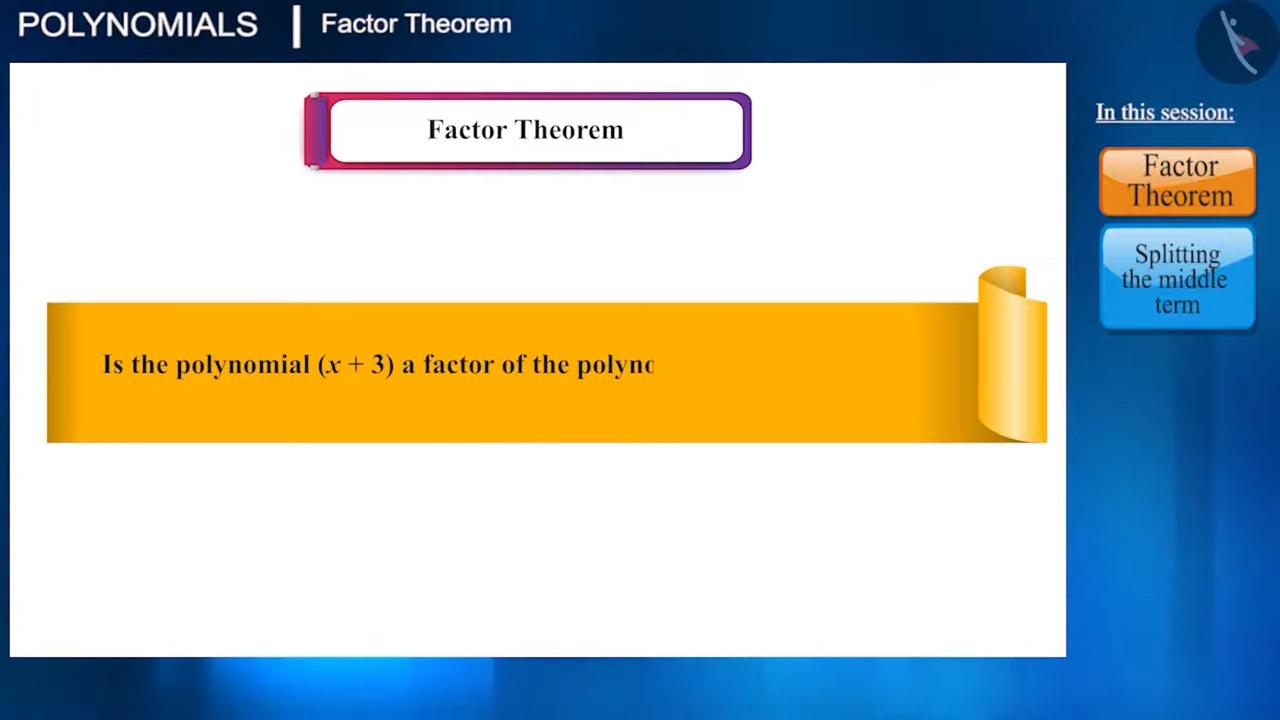 POLYNOMIALS | Factor Theorem
In this session:
Factor Theorem
Factor
Theorem
Splitting
the middle
term
Is the polynomial (x + 3) a factor of the